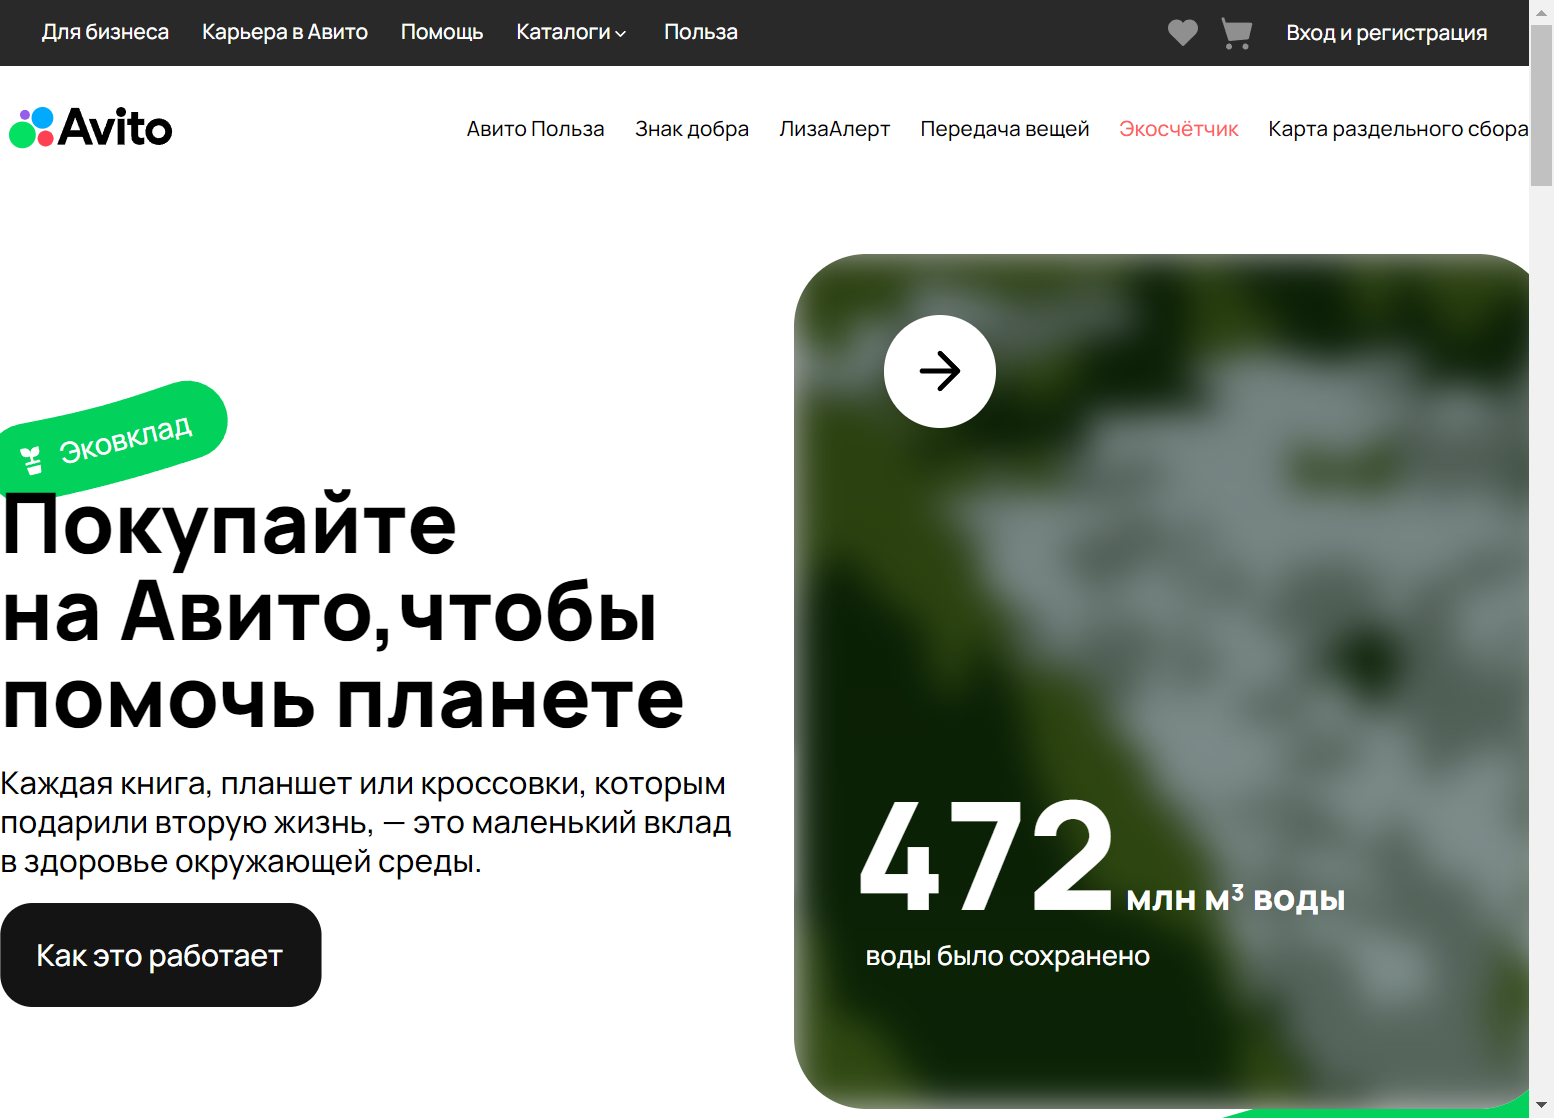 Для бизнеса Карьера в Авито Помощь Каталоги Польза Вход и регистрация
Avito Авито Польза Знак добра ЛизаАлерт Передача вещей Экосчётчик Карта раздельного сбора
Эковклад
Покупайте
на Авито,чтобы
помочь планете
Каждая книга, планшет или кроссовки, которым
подарили вторую жизнь, — это маленький вклад
в здоровье окружающей среды.
Как это работает
472 млн м³ воды
воды было сохранено